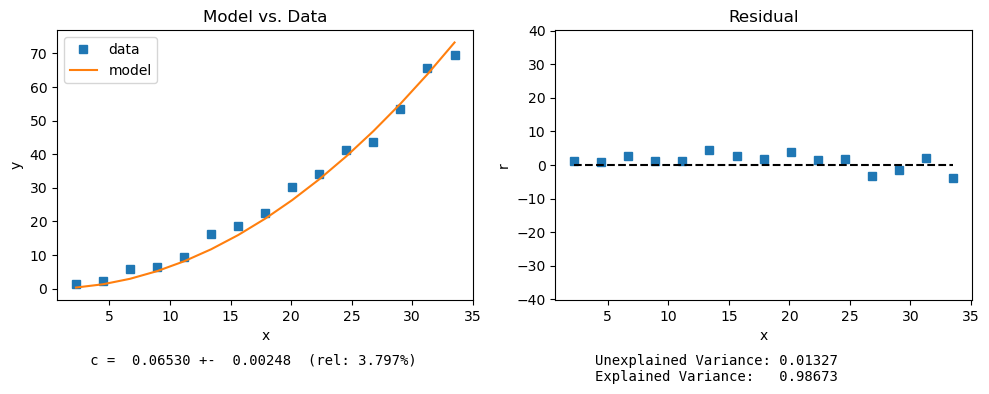 Model vs. Data
data
model
y
70
60
50
40
30
20
10
0
5
10
15
20
25
30
35
x
c =  0.06530 +-  0.00248  (rel: 3.797%)
Residual
r
40
30
20
10
0
-10
-20
-30
-40
5
10
15
20
25
30
35
x
Unexplained Variance: 0.01327
Explained Variance:   0.98673